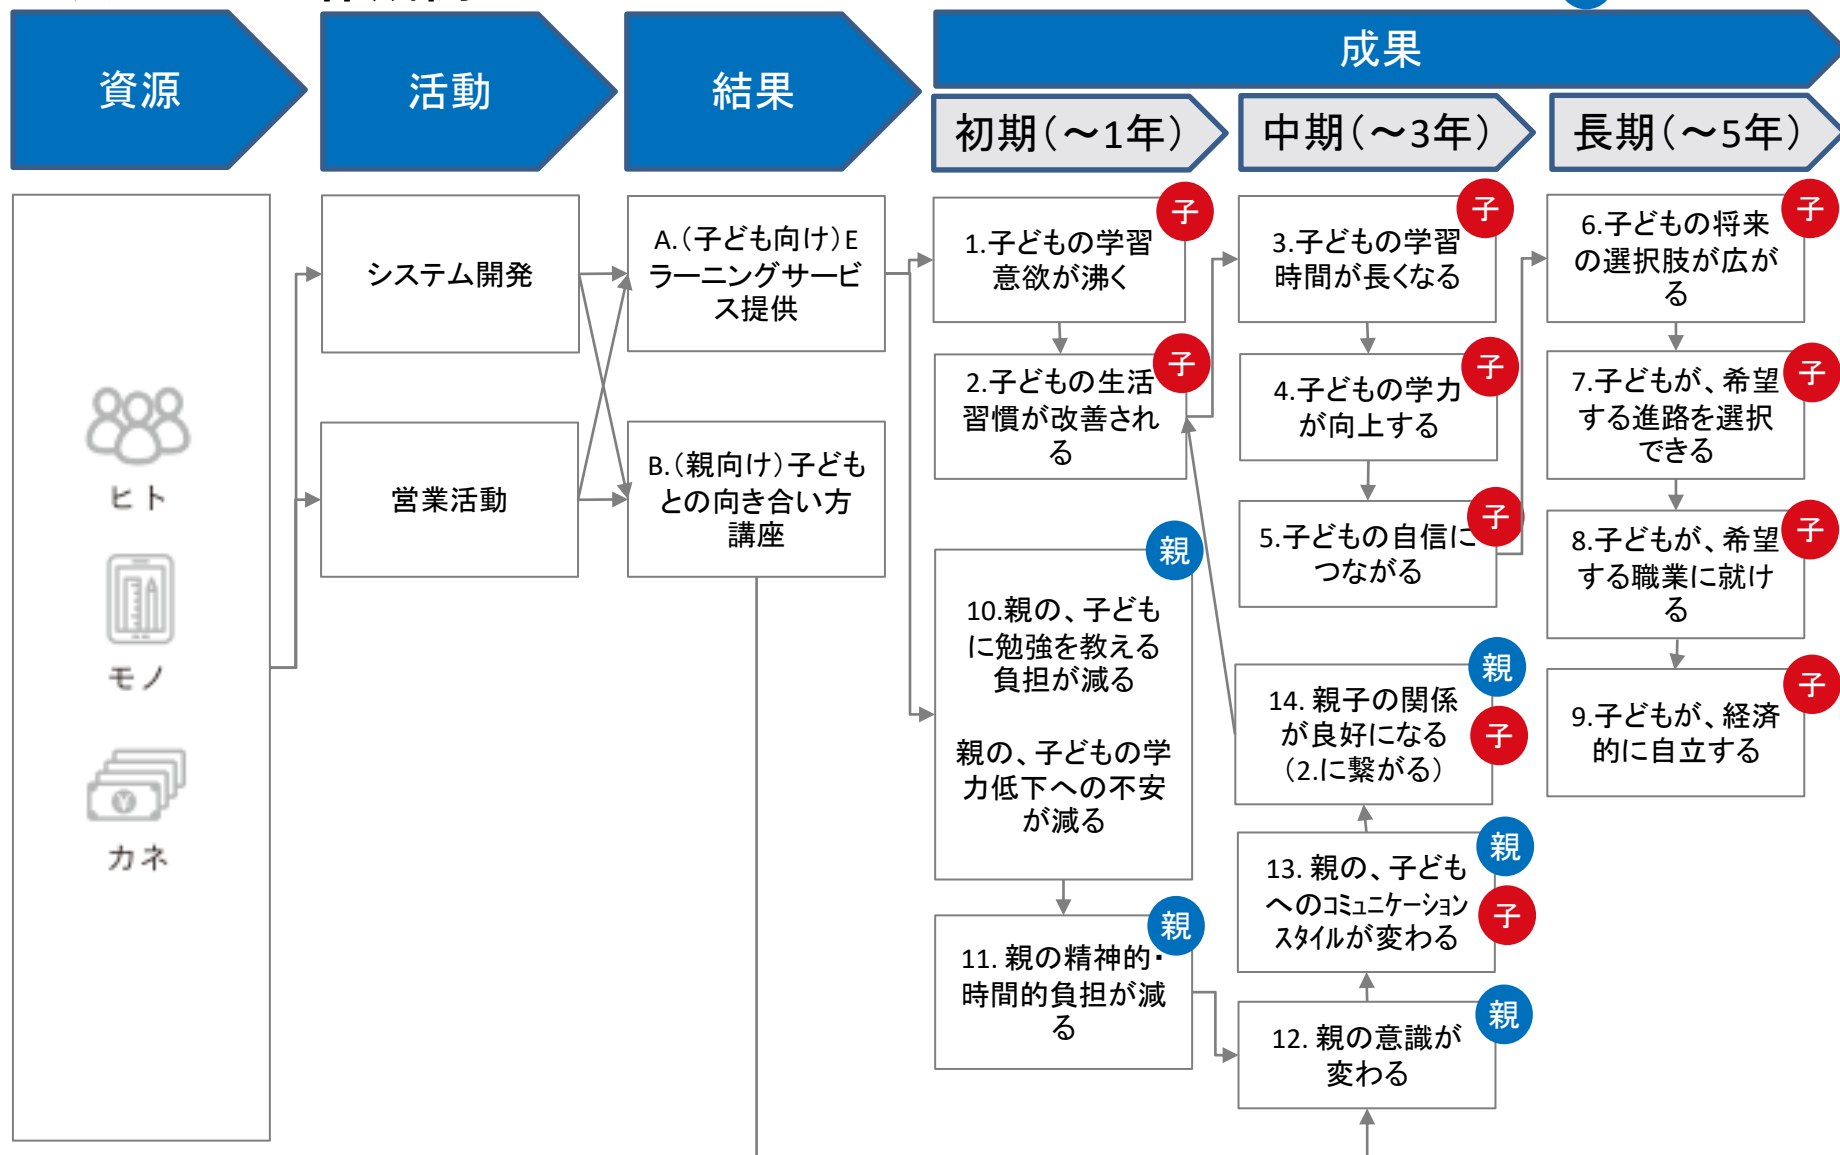 資源
活動
結果
成果
初期(～1年)
中期(～3年)
長期(～5年)
ヒト
モノ
カネ
システム開発
営業活動
A.(子ども向け)E
ラーニングサービ
ス提供
B.(親向け)子ども
との向き合い方
講座
子
1.子どもの学習
意欲が沸く
子
2.子どもの生活
習慣が改善され
る
親
10.親の、子ども
に勉強を教える
負担が減る
親の、子どもの学
力低下への不安
が減る
親
11. 親の精神的・
時間的負担が減
る
子
3.子どもの学習
時間が長くなる
子
4.子どもの学力
が向上する
子
5.子どもの自信に
つながる
親
子
14. 親子の関係
が良好になる
(2.に繋がる)
親
子
13. 親の、子ども
へのコミュニケーション
スタイルが変わる
親
12. 親の意識が
変わる
子
6.子どもの将来
の選択肢が広が
る
子
7.子どもが、希望
する進路を選択
できる
子
8.子どもが、希望
する職業に就け
る
子
9.子どもが、経済
的に自立する